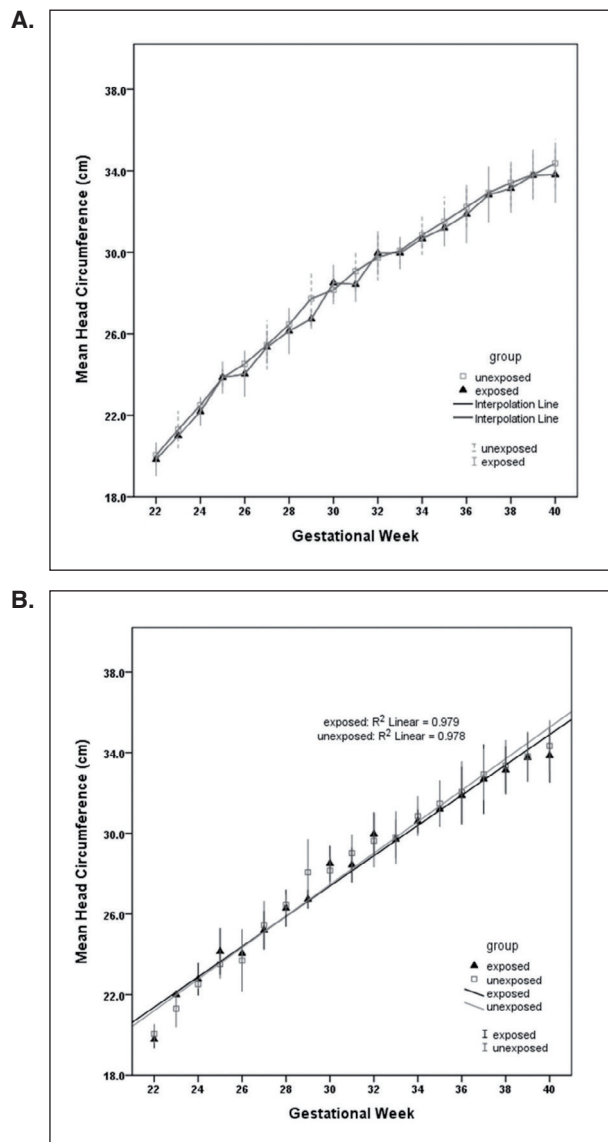 A.
38.0
34.0
30.0
26.0
22.0
18.0
Mean Head Circumference (cm)
group
unexposed
exposed
Interpolation Line
Interpolation Line
unexposed
exposed
22 24 26 28 30 32 34 36 38 40
Gestational Week
B.
38.0
34.0
30.0
26.0
22.0
18.0
Mean Head Circumference (cm)
exposed: R² Linear = 0.979
unexposed: R² Linear = 0.978
group
exposed
unexposed
exposed
unexposed
exposed
unexposed
22 24 26 28 30 32 34 36 38 40
Gestational Week